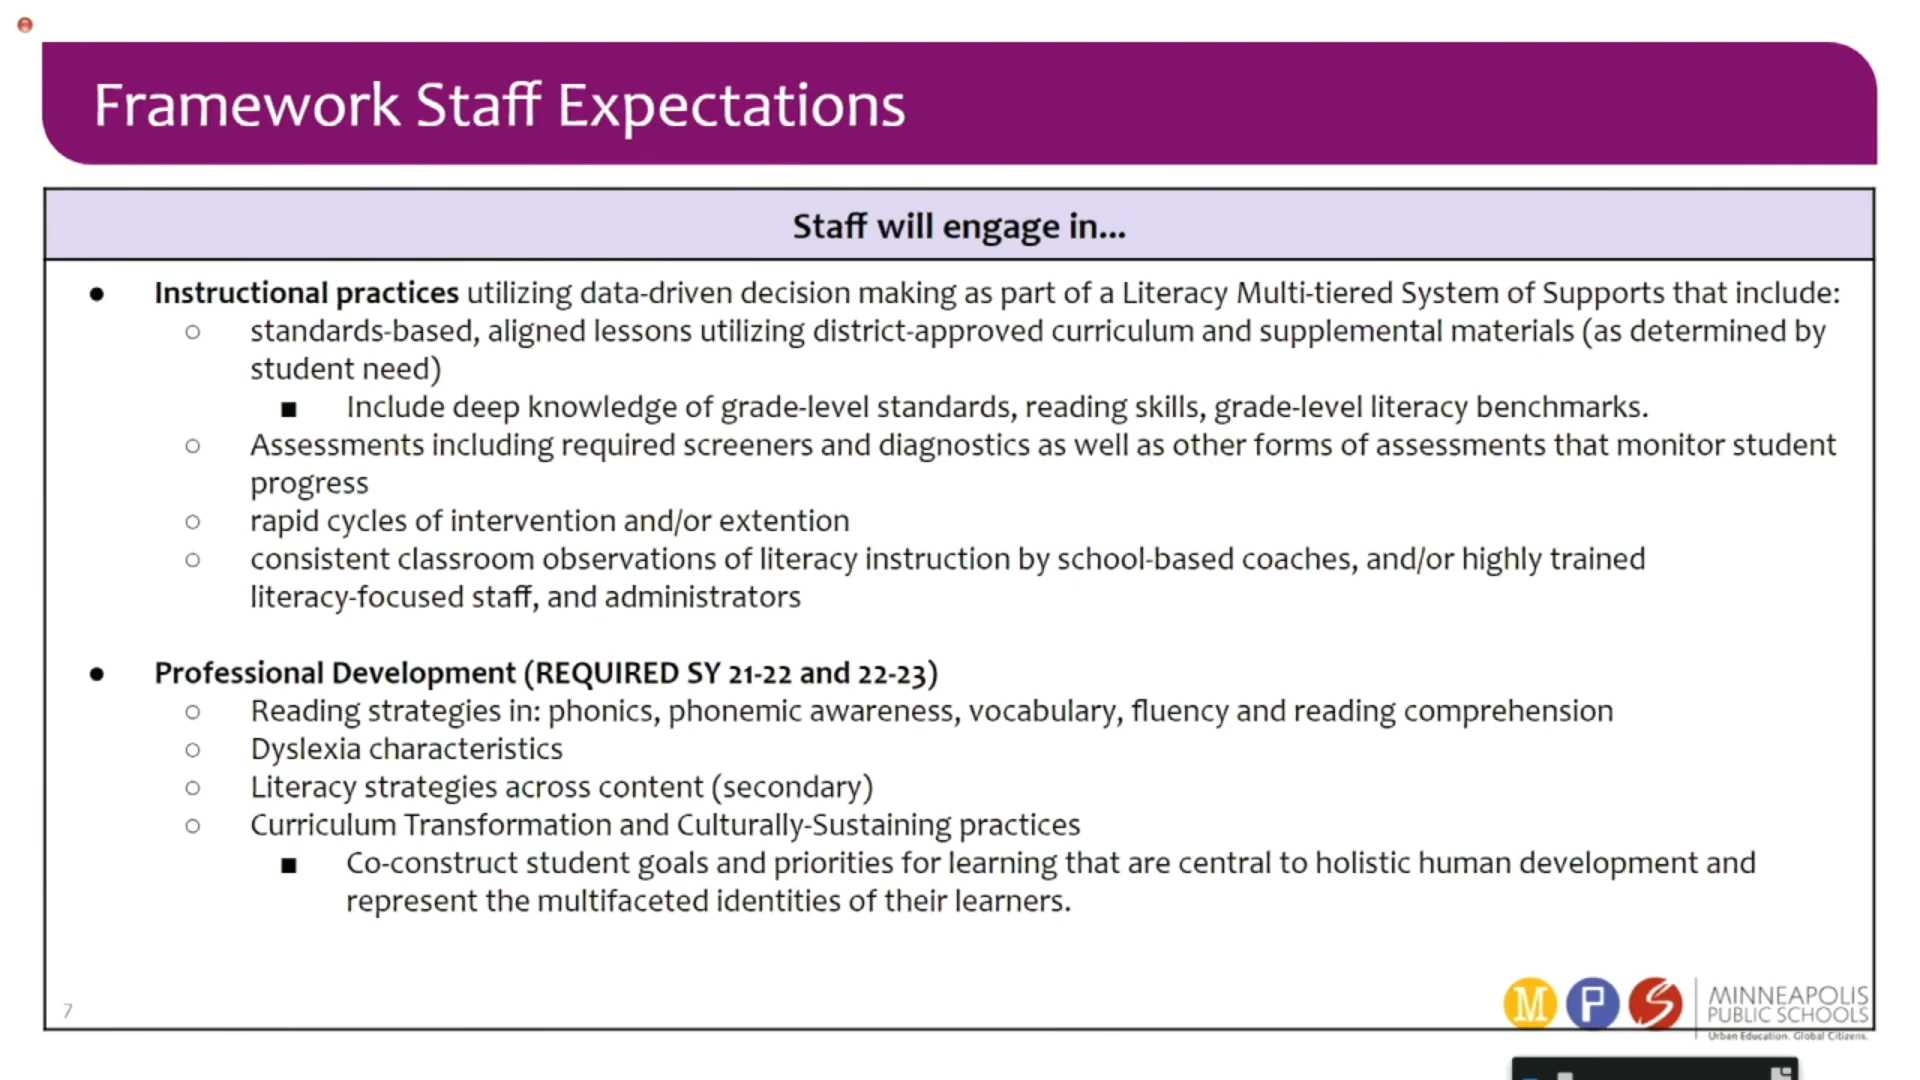 Framework Staff Expectations
Staff will engage in...
● Instructional practices utilizing data-driven decision making as part of a Literacy Multi-tiered System of Supports that include:
○ standards-based, aligned lessons utilizing district-approved curriculum and supplemental materials (as determined by
student need)
■ Include deep knowledge of grade-level standards, reading skills, grade-level literacy benchmarks.
○ Assessments including required screeners and diagnostics as well as other forms of assessments that monitor student
progress
○ rapid cycles of intervention and/or extention
○ consistent classroom observations of literacy instruction by school-based coaches, and/or highly trained
literacy-focused staff, and administrators
● Professional Development (REQUIRED SY 21-22 and 22-23)
○ Reading strategies in: phonics, phonemic awareness, vocabulary, fluency and reading comprehension
○ Dyslexia characteristics
○ Literacy strategies across content (secondary)
○ Curriculum Transformation and Culturally-Sustaining practices
■ Co-construct student goals and priorities for learning that are central to holistic human development and
represent the multifaceted identities of their learners.
7
M P S
MINNEAPOLIS
PUBLIC SCHOOLS
Urban Education. Global Citizens.